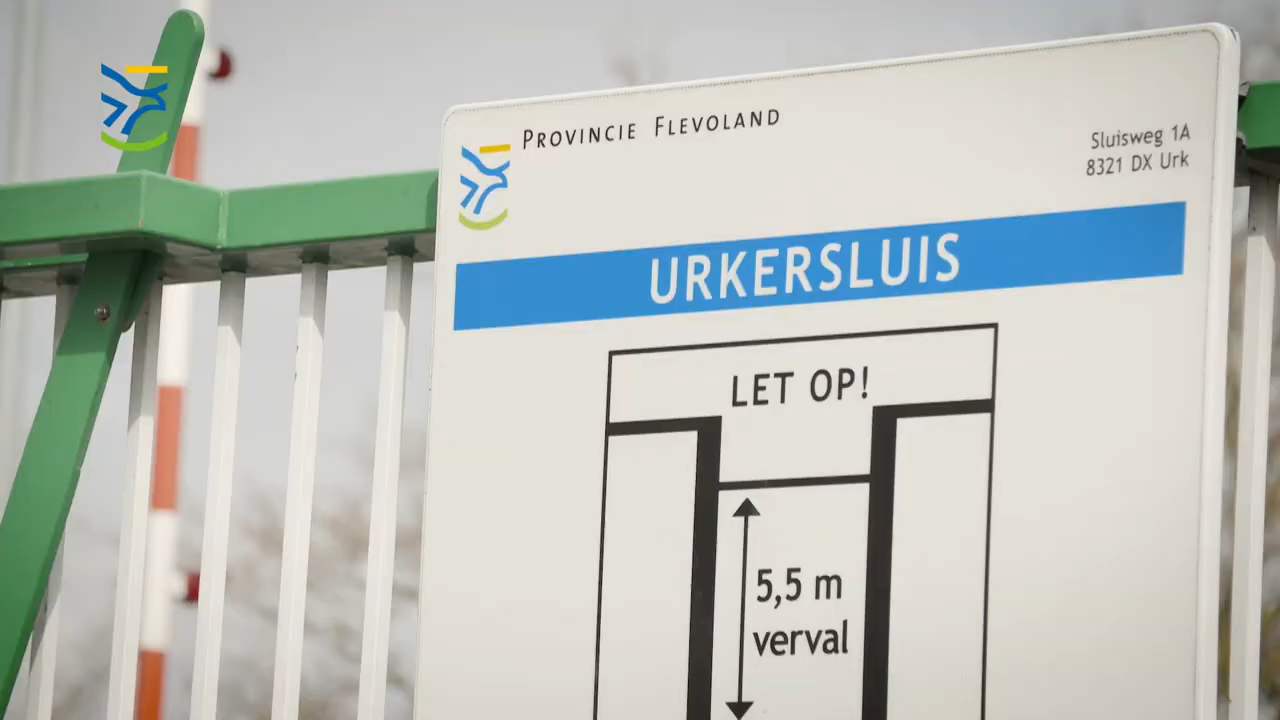 PROVINCIE FLEVOLAND
Sluisweg 1A
8321 DX Urk
URKERSLUIS
LET OP!
5,5 m
verval